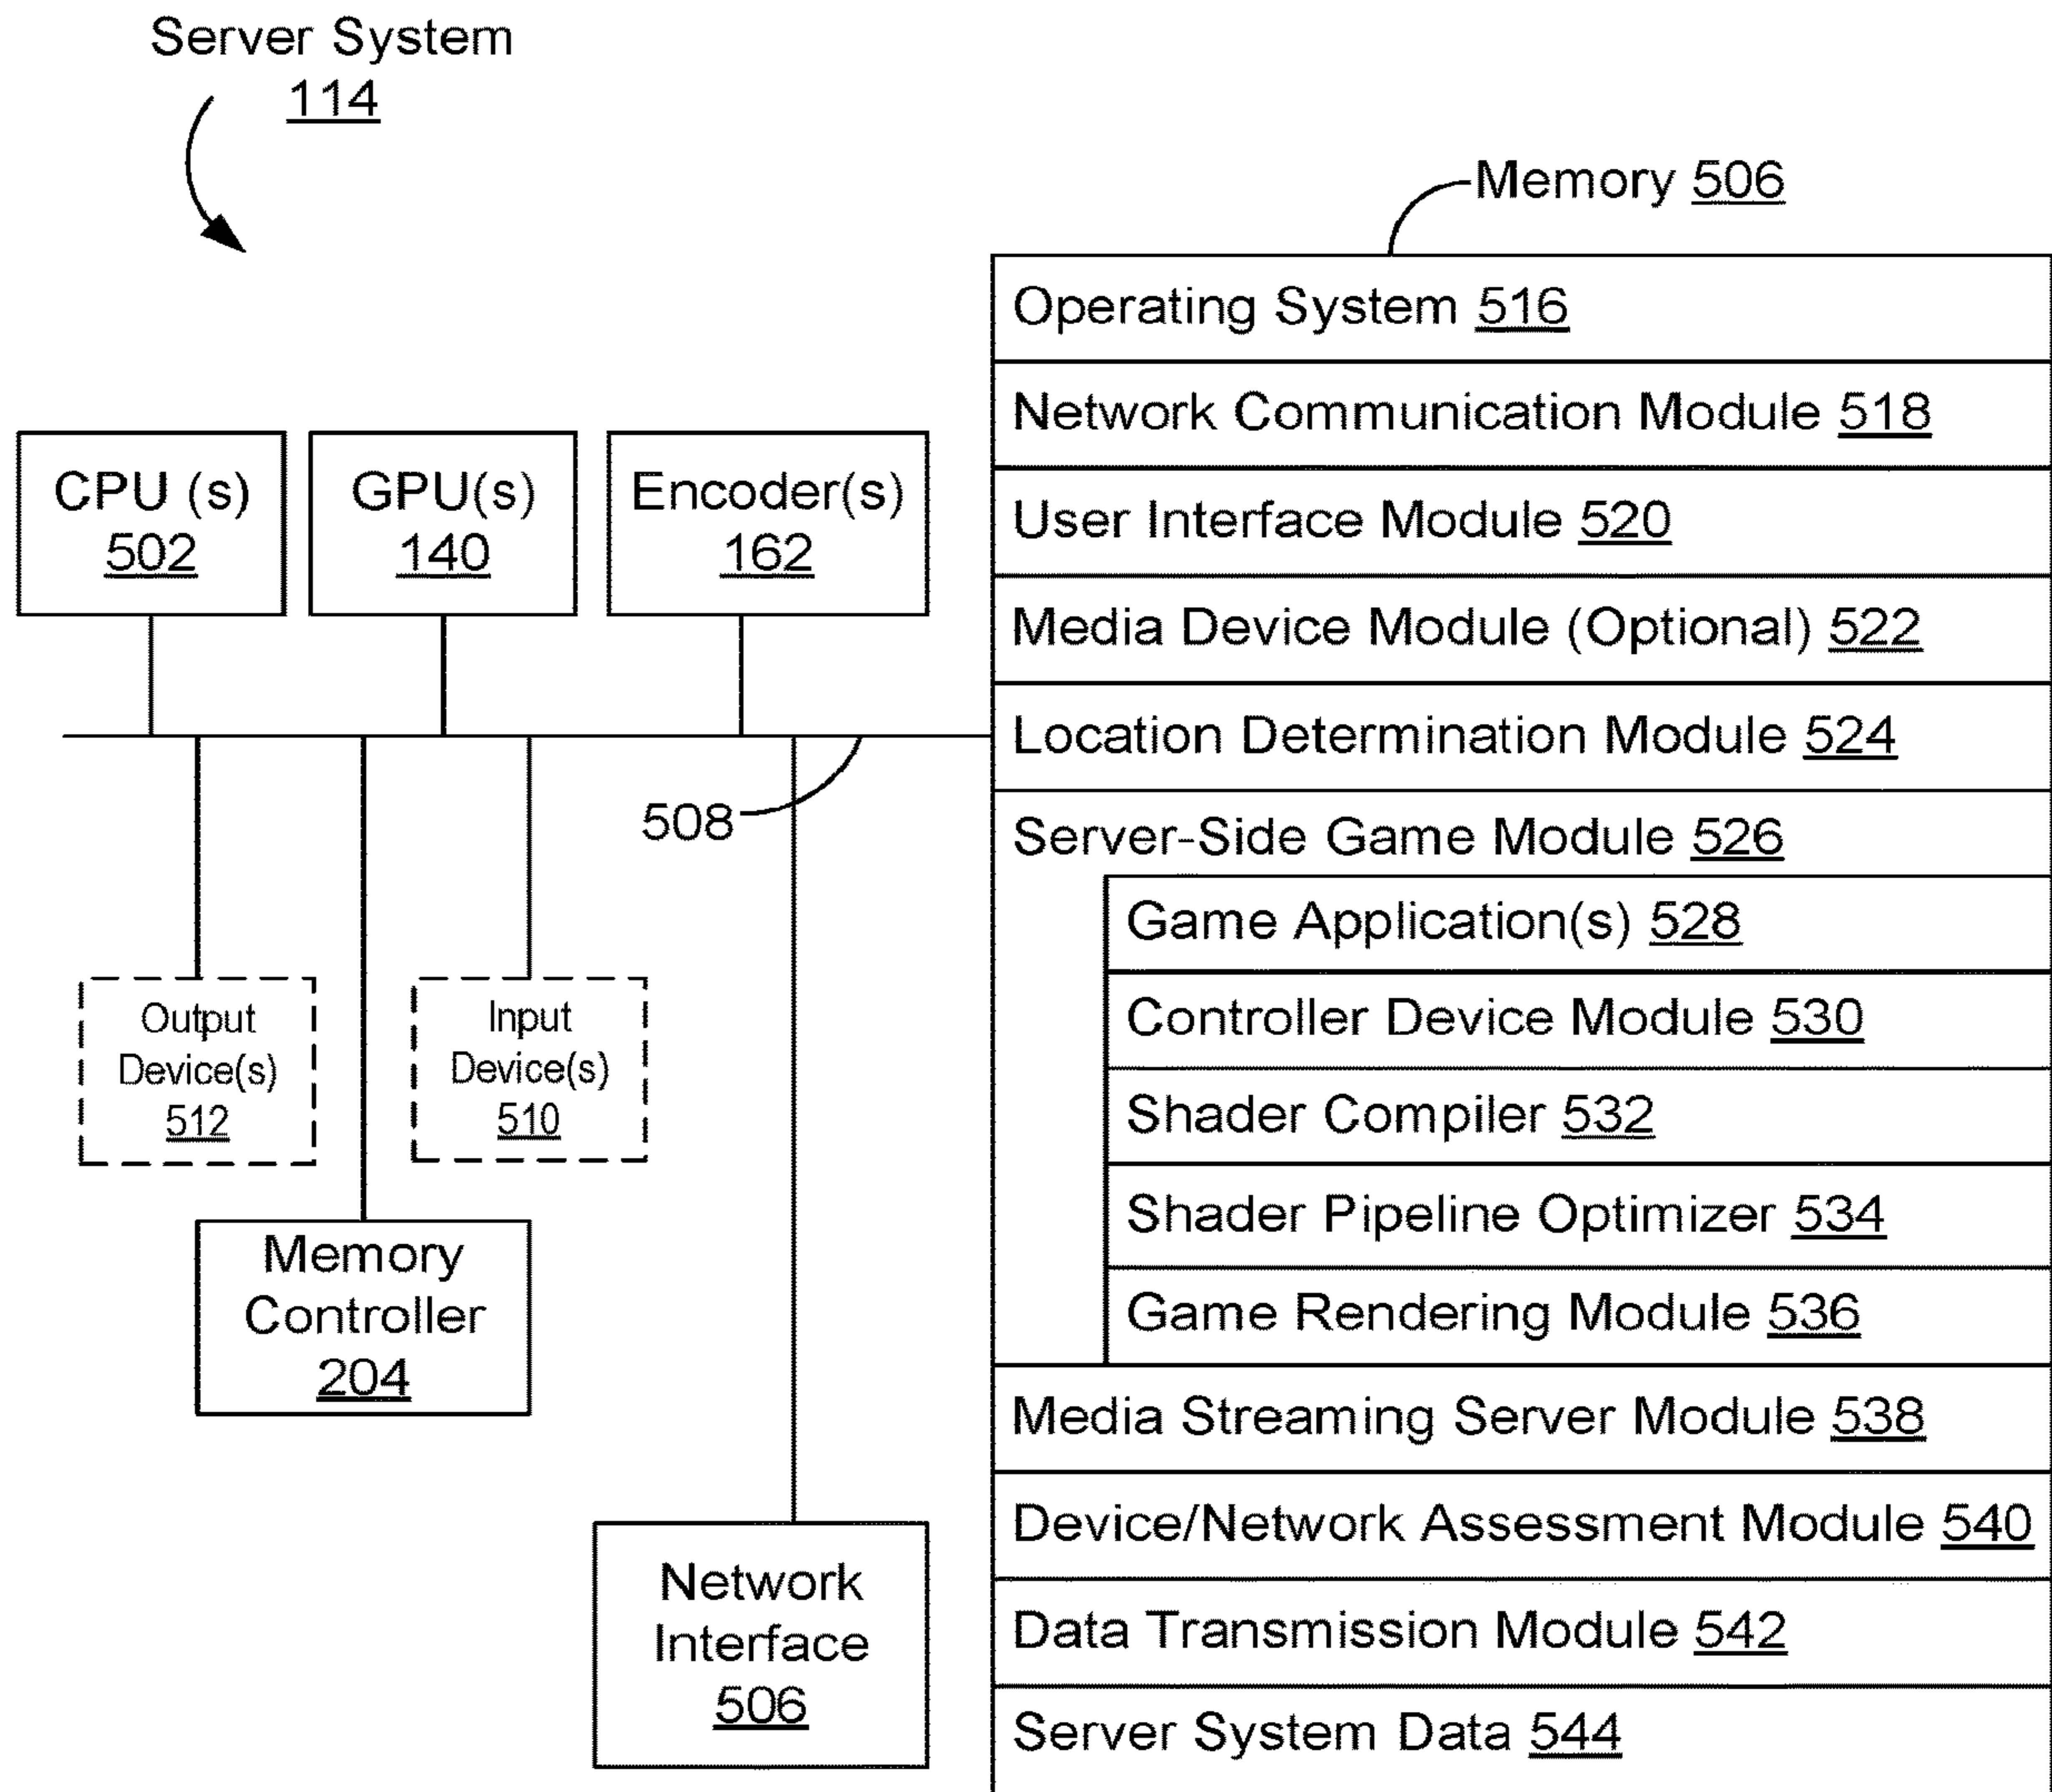 Server System
114
Memory 506
Operating System 516
Network Communication Module 518
User Interface Module 520
Media Device Module (Optional) 522
Location Determination Module 524
Server-Side Game Module 526
Game Application(s) 528
Controller Device Module 530
Shader Compiler 532
Shader Pipeline Optimizer 534
Game Rendering Module 536
Media Streaming Server Module 538
Device/Network Assessment Module 540
Data Transmission Module 542
Server System Data 544
CPU (s)
502
GPU(s)
140
Encoder(s)
162
508
Output
Device(s)
512
Input
Device(s)
510
Memory
Controller
204
Network
Interface
506